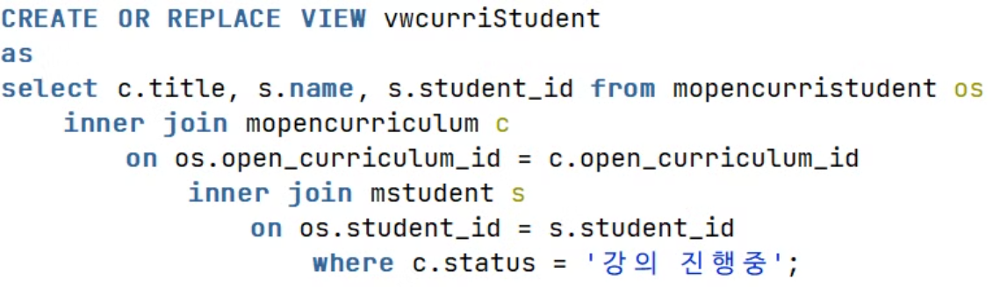 CREATE OR REPLACE VIEW vwcurriStudent
as
select c.title, s.name, s.student_id from mopencurristudent os
inner join mopencurriculum c
on os.open_curriculum_id = c.open_curriculum_id
inner join mstudent s
on os.student_id = s.student_id
where c.status = '강의 진행중';